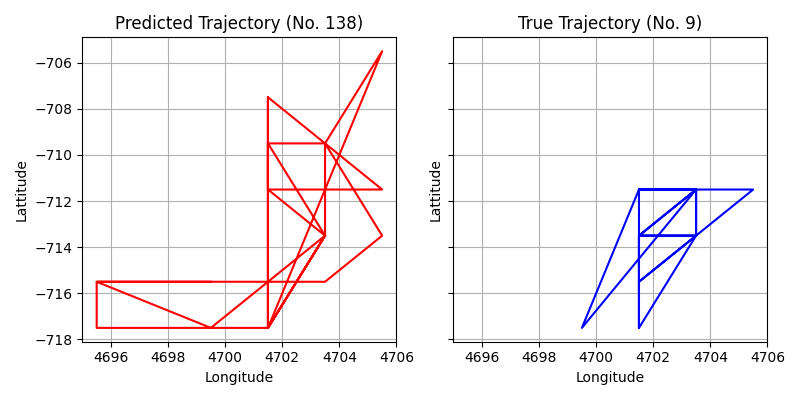 Predicted Trajectory (No. 138)
True Trajectory (No. 9)
−706
−708
−710
−712
−714
−716
−718
Lattitude
Lattitude
4696 4698 4700 4702 4704 4706
4696 4698 4700 4702 4704 4706
Longitude
Longitude